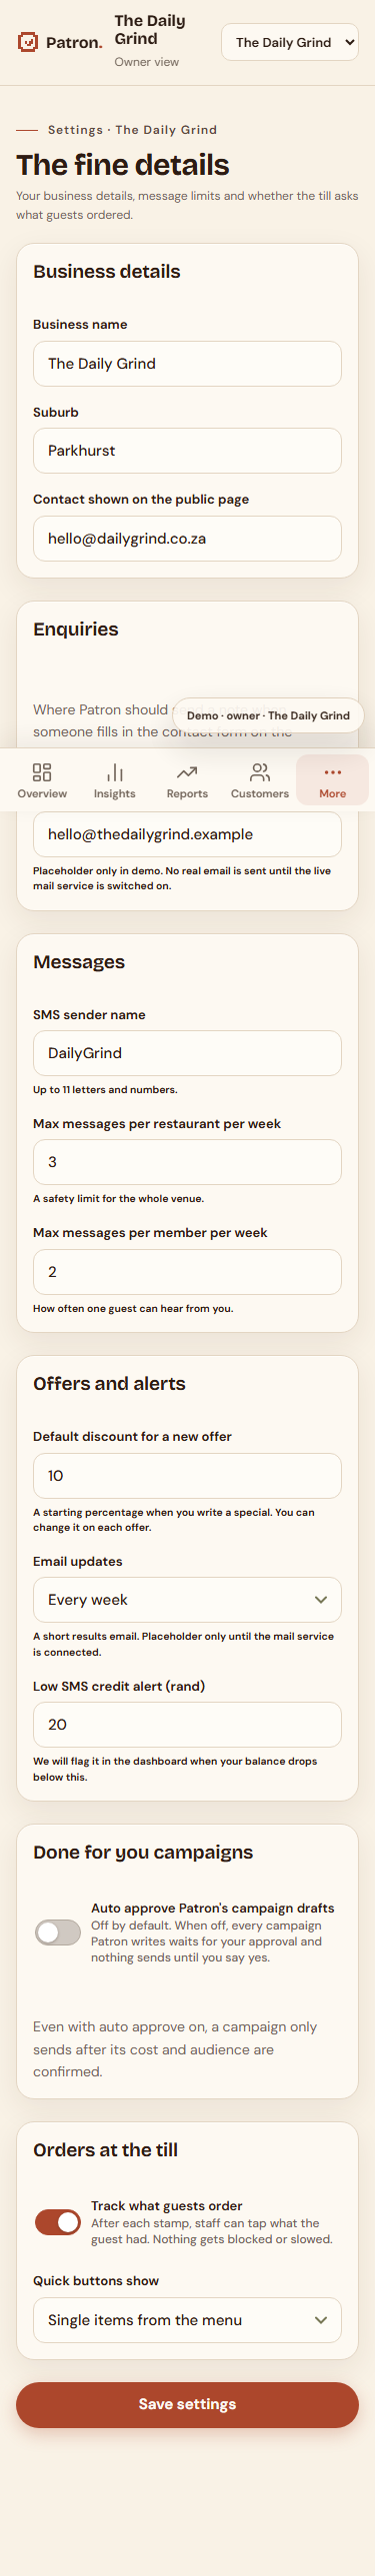 Patron.
The Daily
Grind
Owner view
The Daily Grind
Settings · The Daily Grind
The fine details
Your business details, message limits and whether the till asks
what guests ordered.
Business details
Business name
The Daily Grind
Suburb
Parkhurst
Contact shown on the public page
hello@dailygrind.co.za
Enquiries
Where Patron should send a note when
Demo · owner · The Daily Grind
someone fills in the contact form on the
Overview
Insights
Reports
Customers
More
hello@thedailygrind.example
Placeholder only in demo. No real email is sent until the live
mail service is switched on.
Messages
SMS sender name
DailyGrind
Up to 11 letters and numbers.
Max messages per restaurant per week
3
A safety limit for the whole venue.
Max messages per member per week
2
How often one guest can hear from you.
Offers and alerts
Default discount for a new offer
10
A starting percentage when you write a special. You can
change it on each offer.
Email updates
Every week
A short results email. Placeholder only until the mail service
is connected.
Low SMS credit alert (rand)
20
We will flag it in the dashboard when your balance drops
below this.
Done for you campaigns
Auto approve Patron's campaign drafts
Off by default. When off, every campaign
Patron writes waits for your approval and
nothing sends until you say yes.
Even with auto approve on, a campaign only
sends after its cost and audience are
confirmed.
Orders at the till
Track what guests order
After each stamp, staff can tap what the
guest had. Nothing gets blocked or slowed.
Quick buttons show
Single items from the menu
Save settings